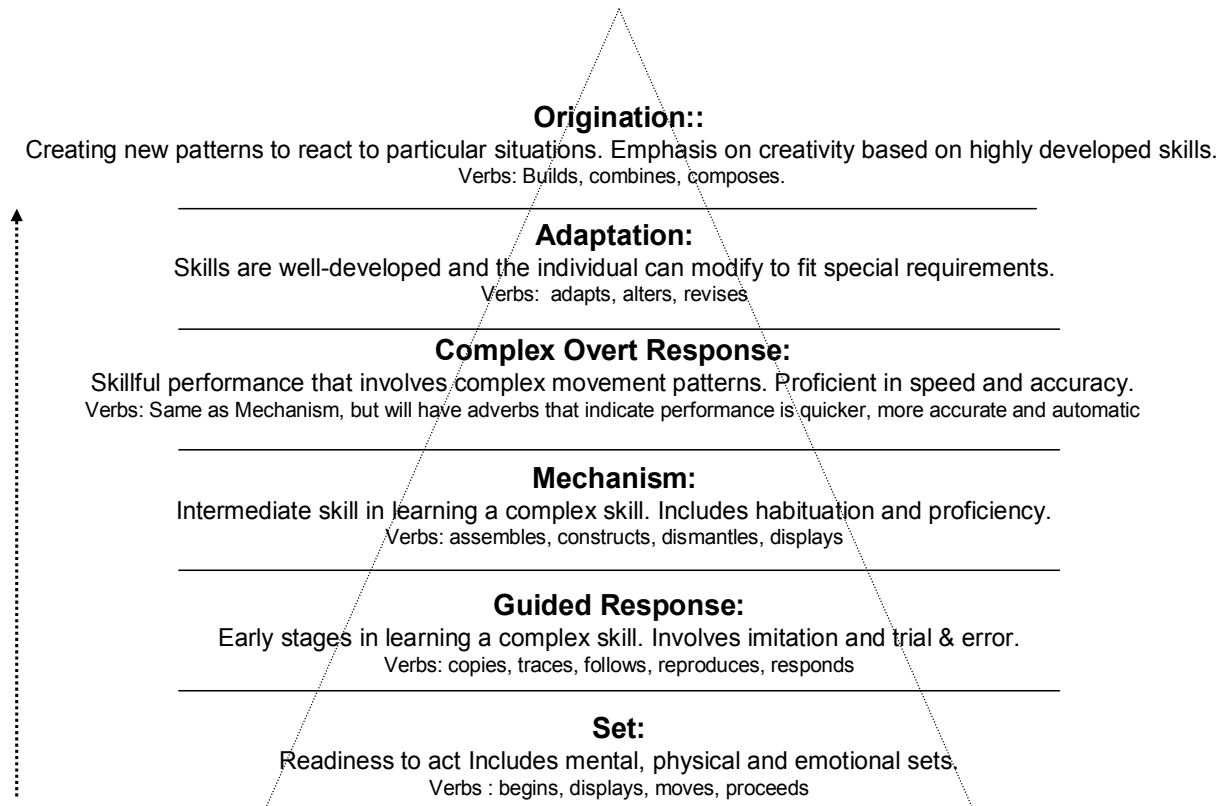 Origination::
Creating new patterns to react to particular situations. Emphasis on creativity based on highly developed skills.
Verbs: Builds, combines, composes.
Adaptation:
Skills are well-developed and the individual can modify to fit special requirements.
Verbs:  adapts, alters, revises
Complex Overt Response:
Skillful performance that involves complex movement patterns. Proficient in speed and accuracy.
Verbs: Same as Mechanism, but will have adverbs that indicate performance is quicker, more accurate and automatic
Mechanism:
Intermediate skill in learning a complex skill. Includes habituation and proficiency.
Verbs: assembles, constructs, dismantles, displays
Guided Response:
Early stages in learning a complex skill. Involves imitation and trial & error.
Verbs: copies, traces, follows, reproduces, responds
Set:
Readiness to act Includes mental, physical and emotional sets.
Verbs : begins, displays, moves, proceeds